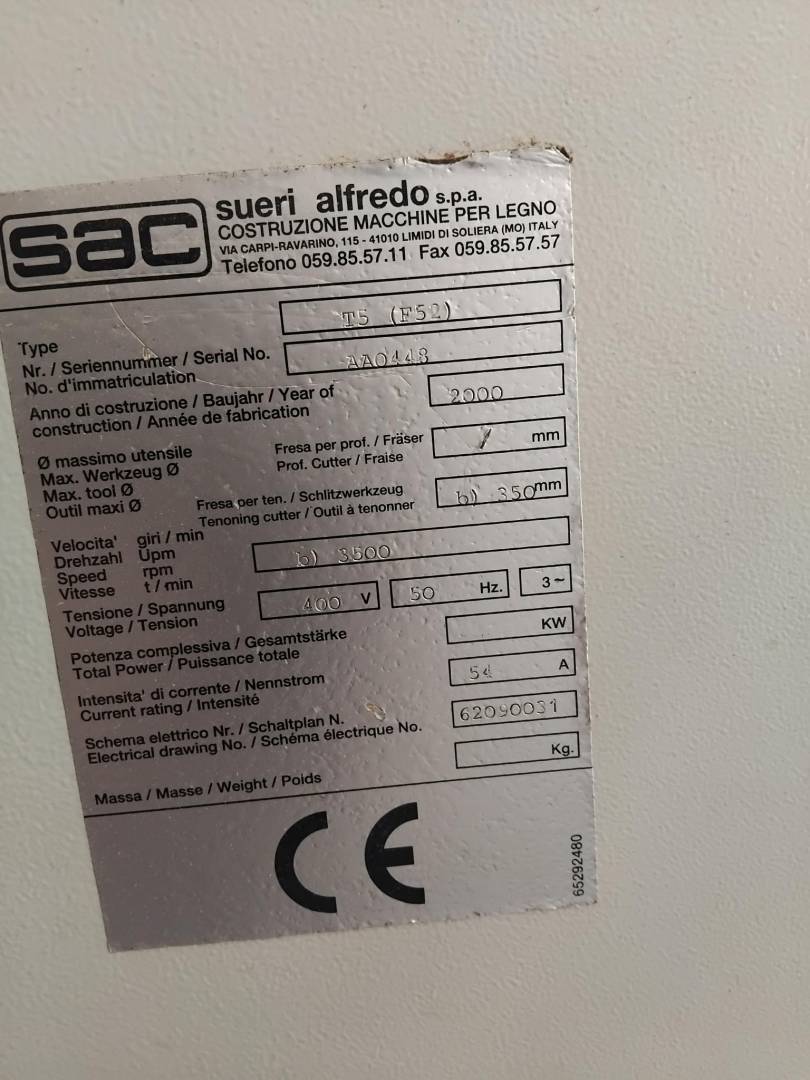 sac
sueri alfredo s.p.a.
COSTRUZIONE MACCHINE PER LEGNO
VIA CARPI-RAVARINO, 115 - 41010 LIMIDI DI SOLIERA (MO) ITALY
Telefono 059.85.57.11 Fax 059.85.57.57
Type T5 (F52)
Nr. / Seriennummer / Serial No. AA0448
No. d'immatriculation
Anno di costruzione / Baujahr / Year of 2000
construction / Année de fabrication
Ø massimo utensile Fresa per prof. / Fräser / mm
Max. Werkzeug Ø Prof. Cutter / Fraise
Max. tool Ø Fresa per ten. / Schlitzwerkzeug b) 350 mm
Outil maxi Ø Tenoning cutter / Outil à tenonner
Velocita' giri / min b) 3500
Drehzahl Upm
Speed rpm
Vitesse t / min
Tensione / Spannung 400 V 50 Hz. 3~
Voltage / Tension
Potenza complessiva / Gesamtstärke KW
Total Power / Puissance totale
Intensita' di corrente / Nennstrom 54 A
Current rating / Intensité
Schema elettrico Nr. / Schaltplan N. 62090031
Electrical drawing No. / Schéma électrique No.
Massa / Masse / Weight / Poids Kg.
CE
65292480